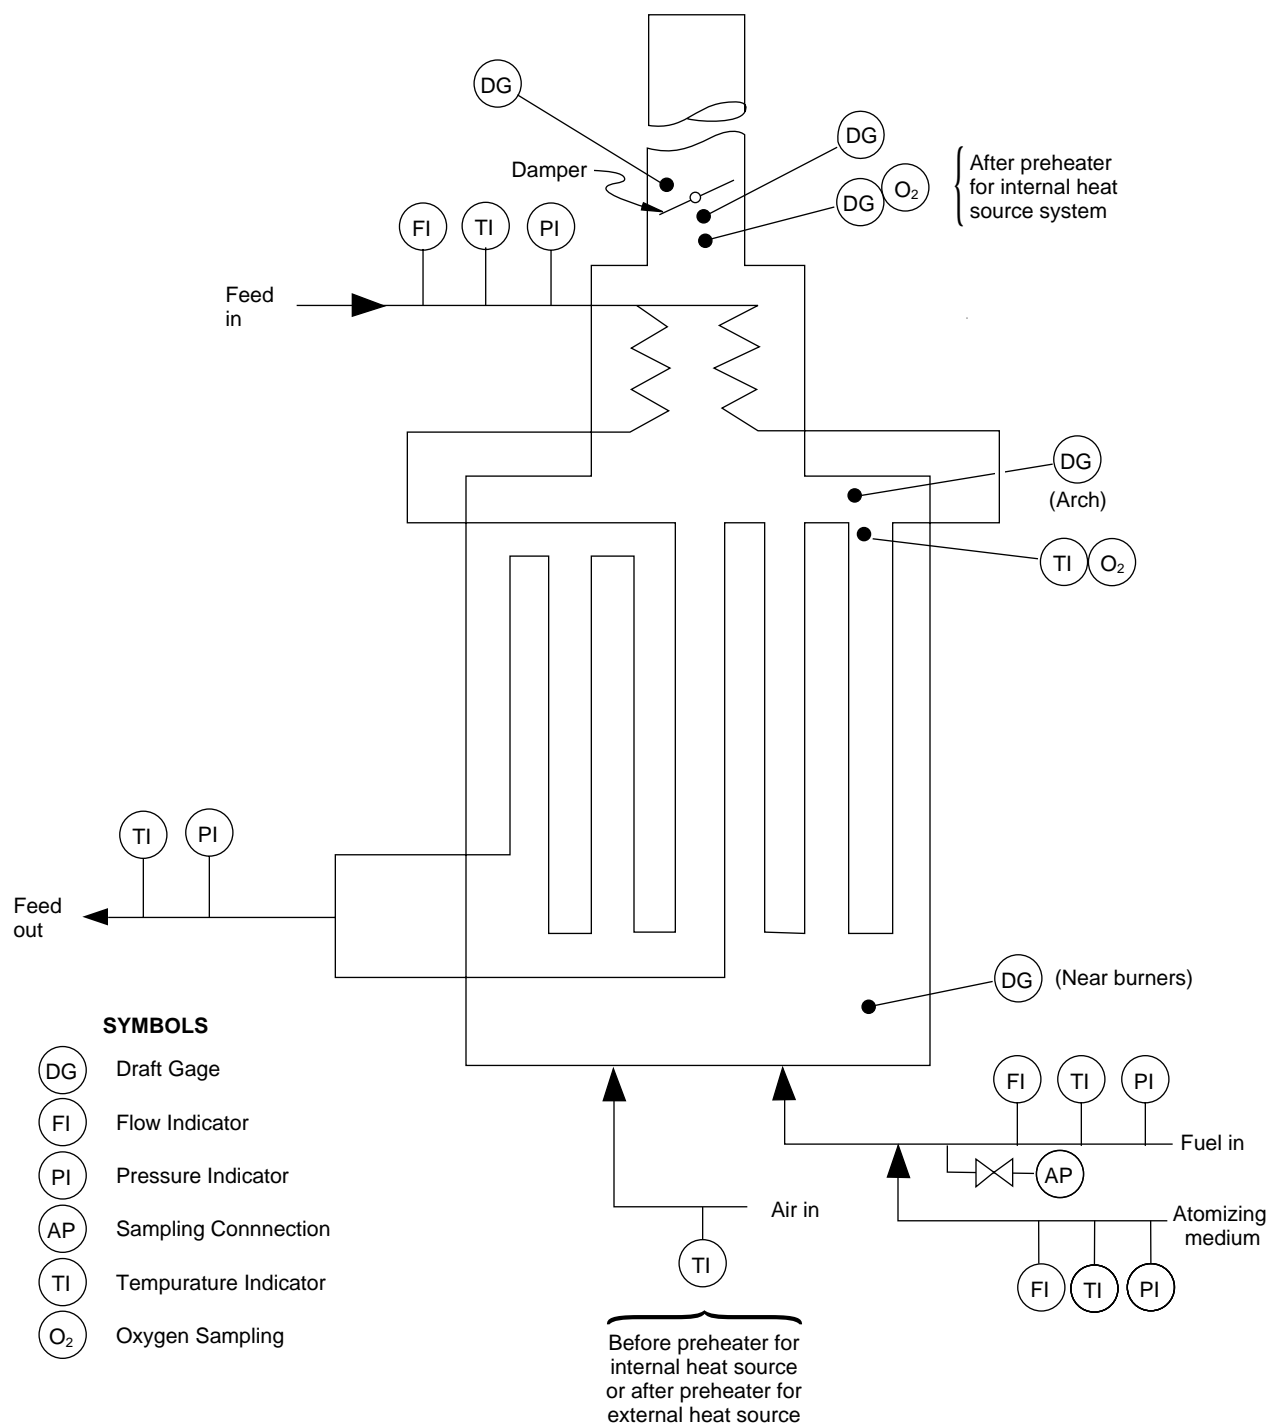 DG
DG
Damper
After preheater
for internal heat
source system
DG O₂
FI TI PI
Feed
in
DG
(Arch)
TI O₂
TI PI
Feed
out
DG (Near burners)
SYMBOLS
DG Draft Gage
FI Flow Indicator
PI Pressure Indicator
AP Sampling Connnection
TI Tempurature Indicator
O₂ Oxygen Sampling
FI TI PI
Fuel in
AP
Air in
TI
Atomizing
medium
FI TI PI
Before preheater for
internal heat source
or after preheater for
external heat source